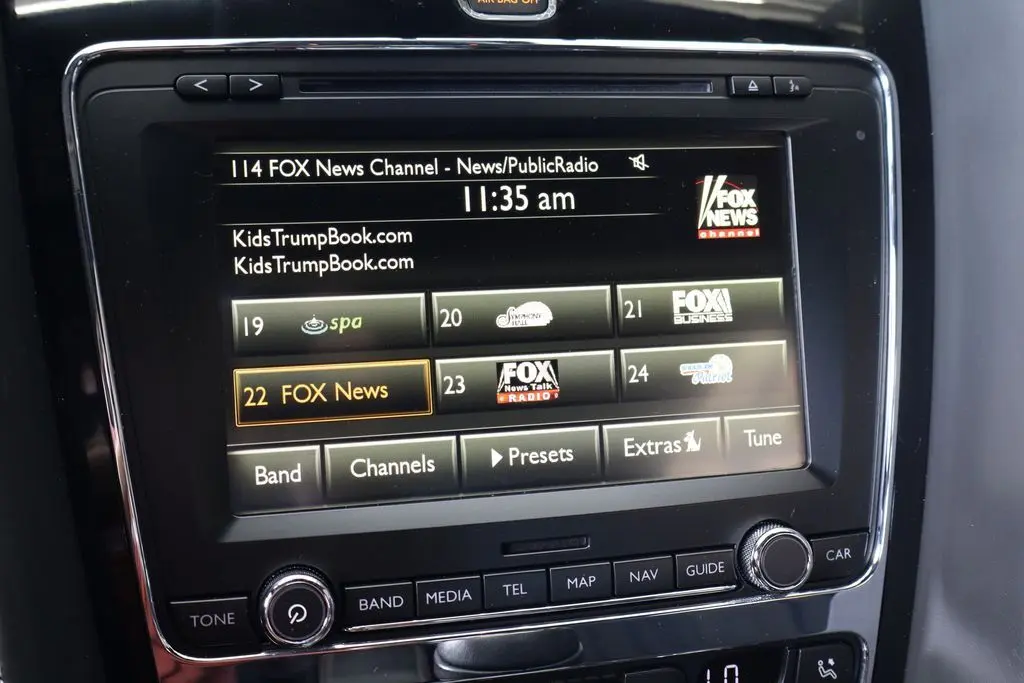 AIR BAG OFF
< >
114 FOX News Channel - News/PublicRadio
11:35 am
FOX
NEWS
channel
KidsTrumpBook.com
KidsTrumpBook.com
19 spa
20 SYMPHONY
HALL
21 FOX
BUSINESS
22 FOX News
23 FOX
News Talk
RADIO
24
Band Channels Presets Extras Tune
TONE BAND MEDIA TEL MAP NAV GUIDE CAR